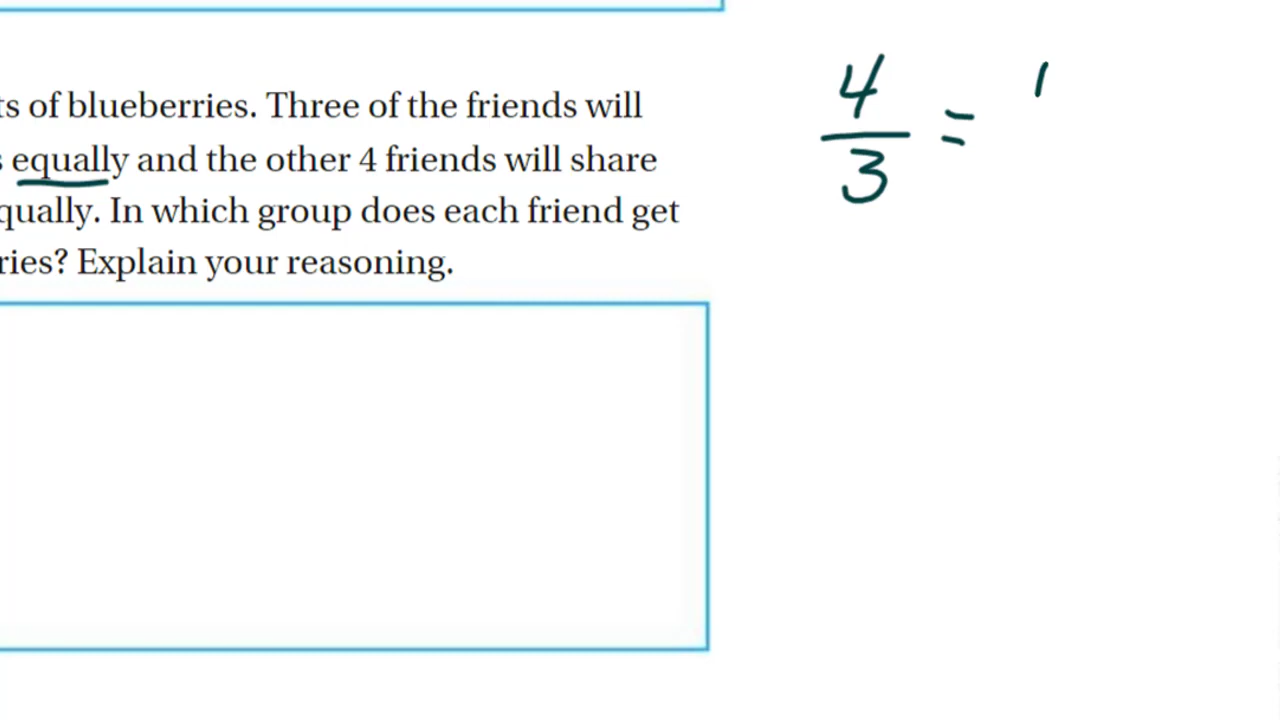 ts of blueberries. Three of the friends will
equally and the other 4 friends will share
qually. In which group does each friend get
ries? Explain your reasoning.
4/3 = 1